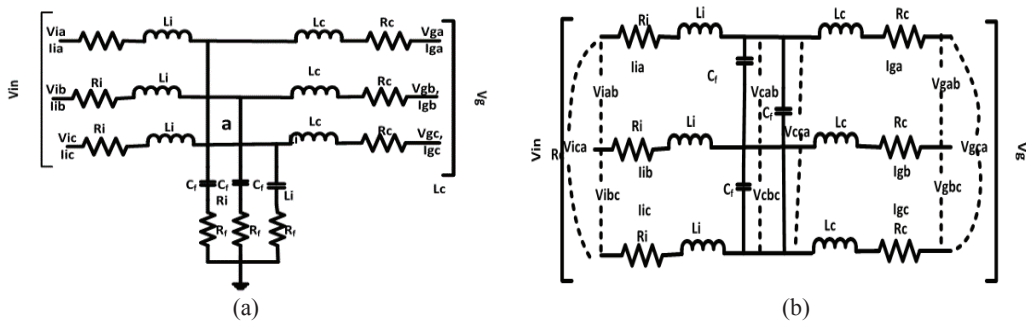 Li Lc Rc
Via Vga
Iia Iga
Ri
Vin
Vib Ri Li Lc Rc Vgb,
Iib Igb
Vg
a
Vic Ri Li Lc Rc Vgc,
Iic Igc
Lc
Cf Cf Cf Li
Ri
Rf Rf Rf
(a)
Ri Li Lc Rc
Iia Iga
Cf
Viab Vcab Vgab
Cf
Ri Li Vcca Lc Rc
Vin Vica Vgca Vg
Iib Igb
Cf
Vibc Vcbc Vgbc
Iic Igc
Ri Li Lc Rc
(b)